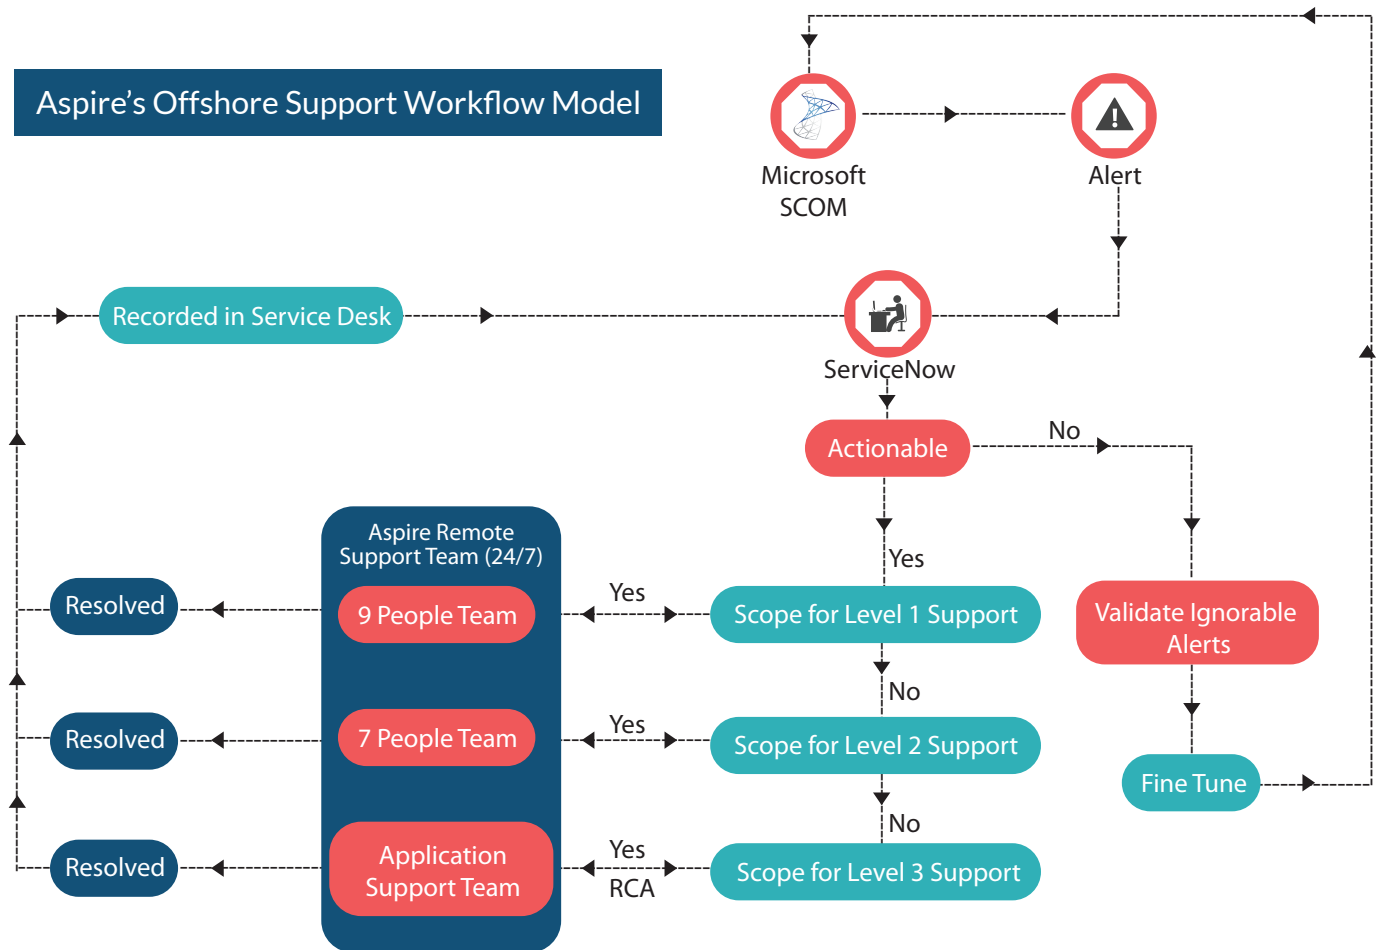 Aspire's Offshore Support Workflow Model
Microsoft
SCOM
Alert
Recorded in Service Desk
ServiceNow
Actionable
No
Yes
Aspire Remote
Support Team (24/7)
Resolved
9 People Team
Yes
Scope for Level 1 Support
Validate Ignorable
Alerts
No
Resolved
7 People Team
Yes
Scope for Level 2 Support
Fine Tune
No
Resolved
Application
Support Team
Yes
RCA
Scope for Level 3 Support